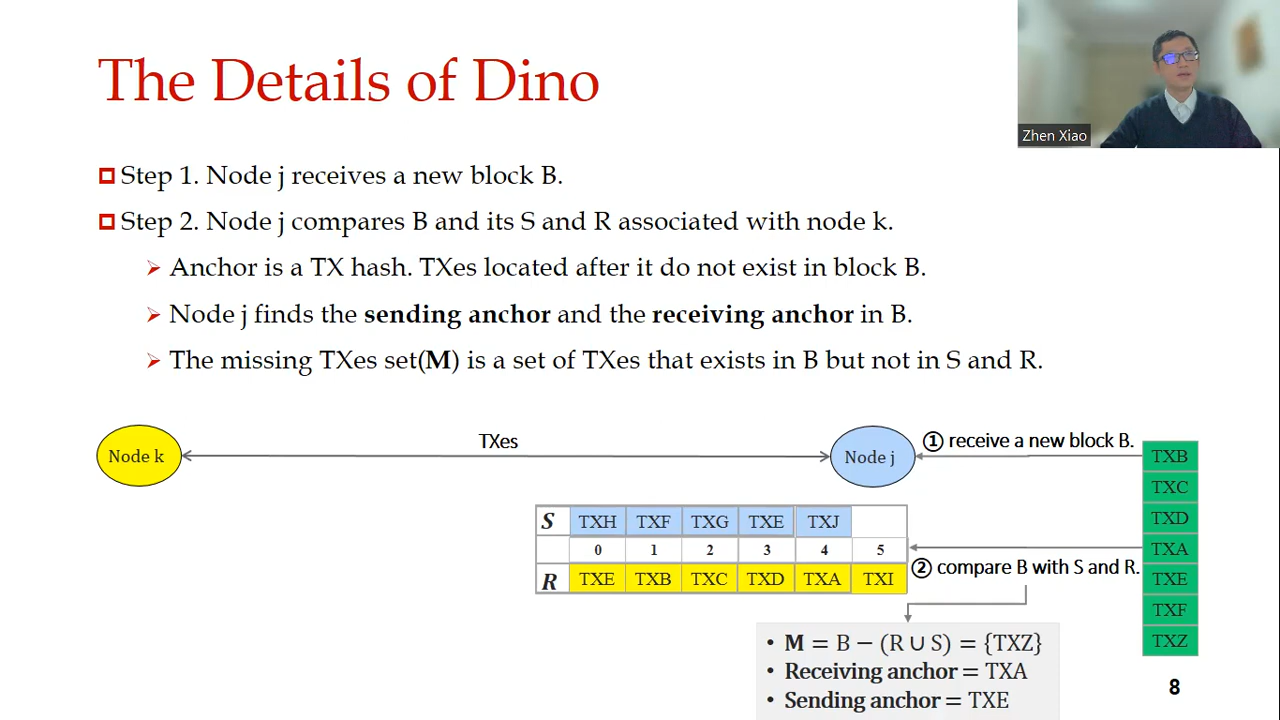 The Details of Dino
Zhen Xiao
Step 1. Node j receives a new block B.
Step 2. Node j compares B and its S and R associated with node k.
Anchor is a TX hash. TXes located after it do not exist in block B.
Node j finds the sending anchor and the receiving anchor in B.
The missing TXes set(M) is a set of TXes that exists in B but not in S and R.
Node k
TXes
Node j
① receive a new block B.
TXB
TXC
TXD
TXA
TXE
TXF
TXZ
S TXH TXF TXG TXE TXJ
0 1 2 3 4 5
R TXE TXB TXC TXD TXA TXI
② compare B with S and R.
• M = B − (R ∪ S) = {TXZ}
• Receiving anchor = TXA
• Sending anchor = TXE
8